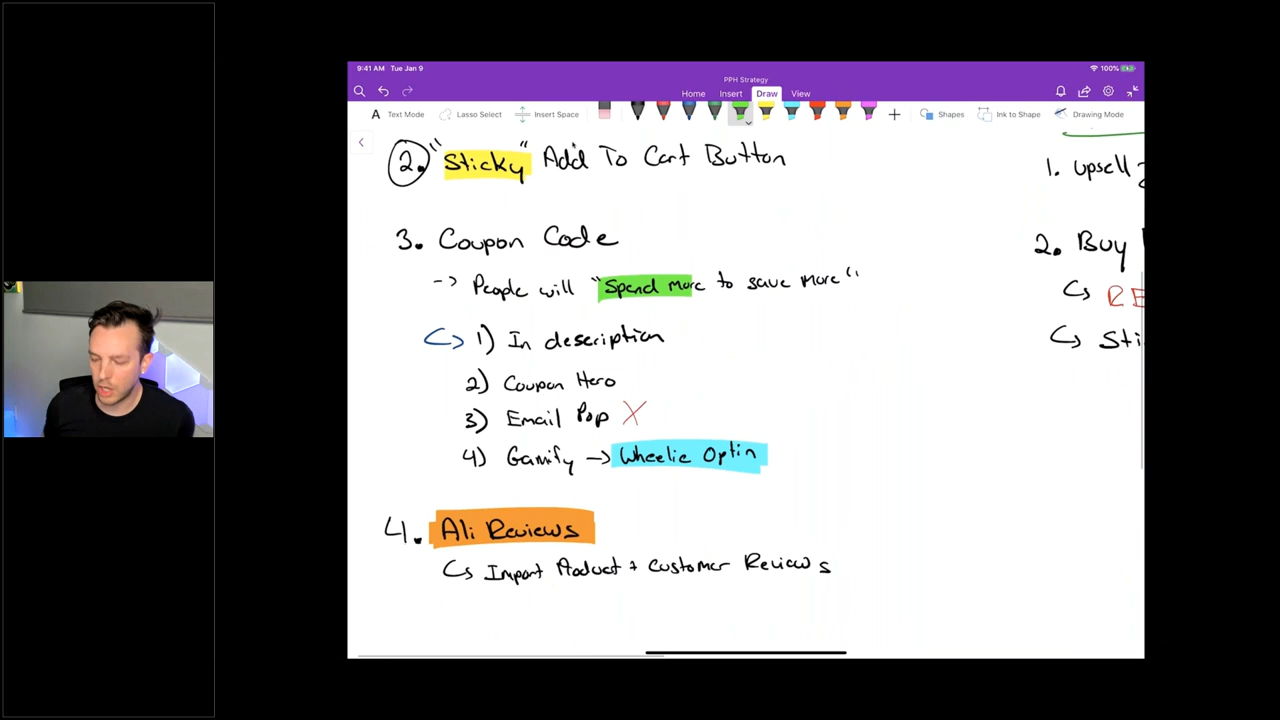 9:41 AM Tue Jan 9
100%
PPH Strategy
Home Insert Draw View
Text Mode Lasso Select Insert Space Shapes Ink to Shape Drawing Mode
2. "Sticky" Add To Cart Button
3. Coupon Code
-> People will "Spend more to save more"
1) In description
2) Coupon Hero
3) Email Pop X
4) Gamify -> Wheelie Optin
4. Ali Reviews
Import Product + Customer Reviews
1. Upsell
2. Buy
RE
Sti